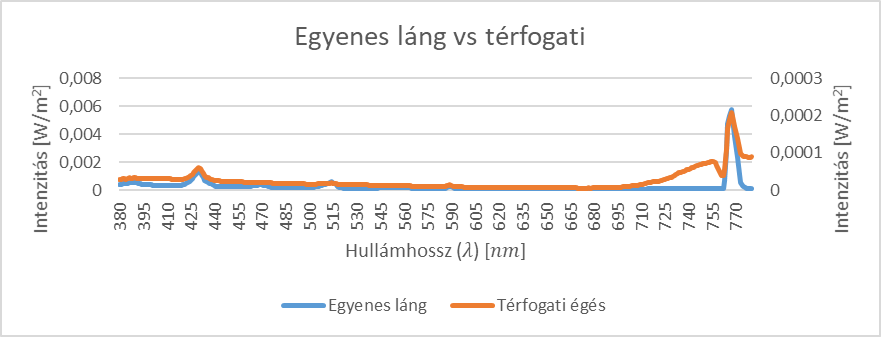 Egyenes láng vs térfogati
Intenzitás [W/m²]
0,008
0,006
0,004
0,002
0
0,0003
0,0002
0,0001
0
Intenzitás [W/m²]
380 395 410 425 440 455 470 485 500 515 530 545 560 575 590 605 620 635 650 665 680 695 710 725 740 755 770
Hullámhossz (λ) [nm]
Egyenes láng
Térfogati égés